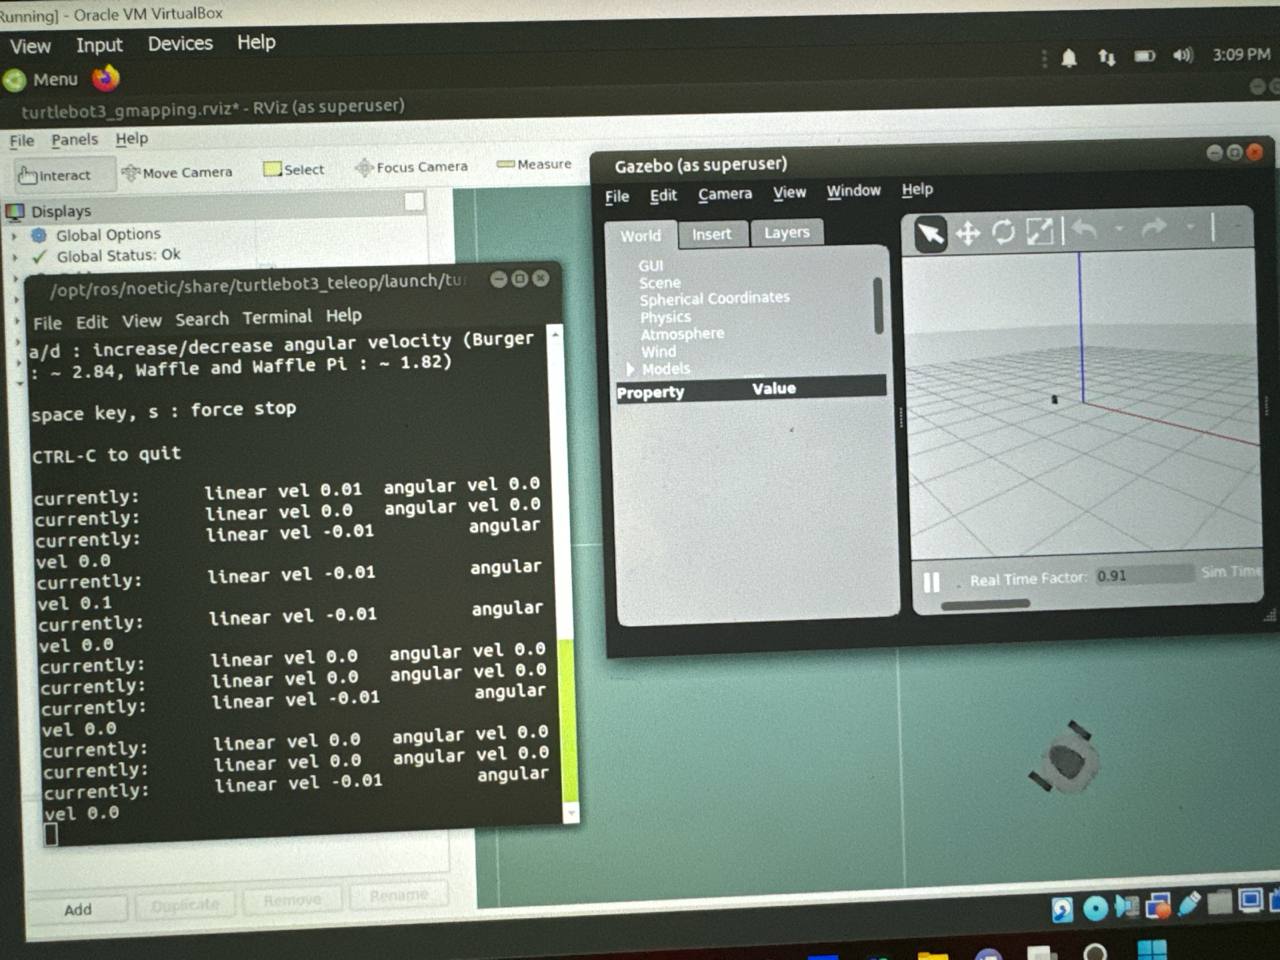 Running] - Oracle VM VirtualBox
View Input Devices Help
Menu
3:09 PM
turtlebot3_gmapping.rviz* - RViz (as superuser)
File Panels Help
Interact Move Camera Select Focus Camera Measure
Displays
Global Options
Global Status: Ok
/opt/ros/noetic/share/turtlebot3_teleop/launch/tu
File Edit View Search Terminal Help
a/d : increase/decrease angular velocity (Burger
: ~ 2.84, Waffle and Waffle Pi : ~ 1.82)
space key, s : force stop
CTRL-C to quit
currently: linear vel 0.01 angular vel 0.0
currently: linear vel 0.0 angular vel 0.0
currently: linear vel -0.01 angular
vel 0.0
currently: linear vel -0.01 angular
vel 0.1
currently: linear vel -0.01 angular
vel 0.0
currently: linear vel 0.0 angular vel 0.0
currently: linear vel 0.0 angular vel 0.0
currently: linear vel -0.01 angular
vel 0.0
currently: linear vel 0.0 angular vel 0.0
currently: linear vel 0.0 angular vel 0.0
currently: linear vel -0.01 angular
vel 0.0
Add Duplicate Remove Rename
Gazebo (as superuser)
File Edit Camera View Window Help
World Insert Layers
GUI
Scene
Spherical Coordinates
Physics
Atmosphere
Wind
Models
Property Value
Real Time Factor: 0.91 Sim Time